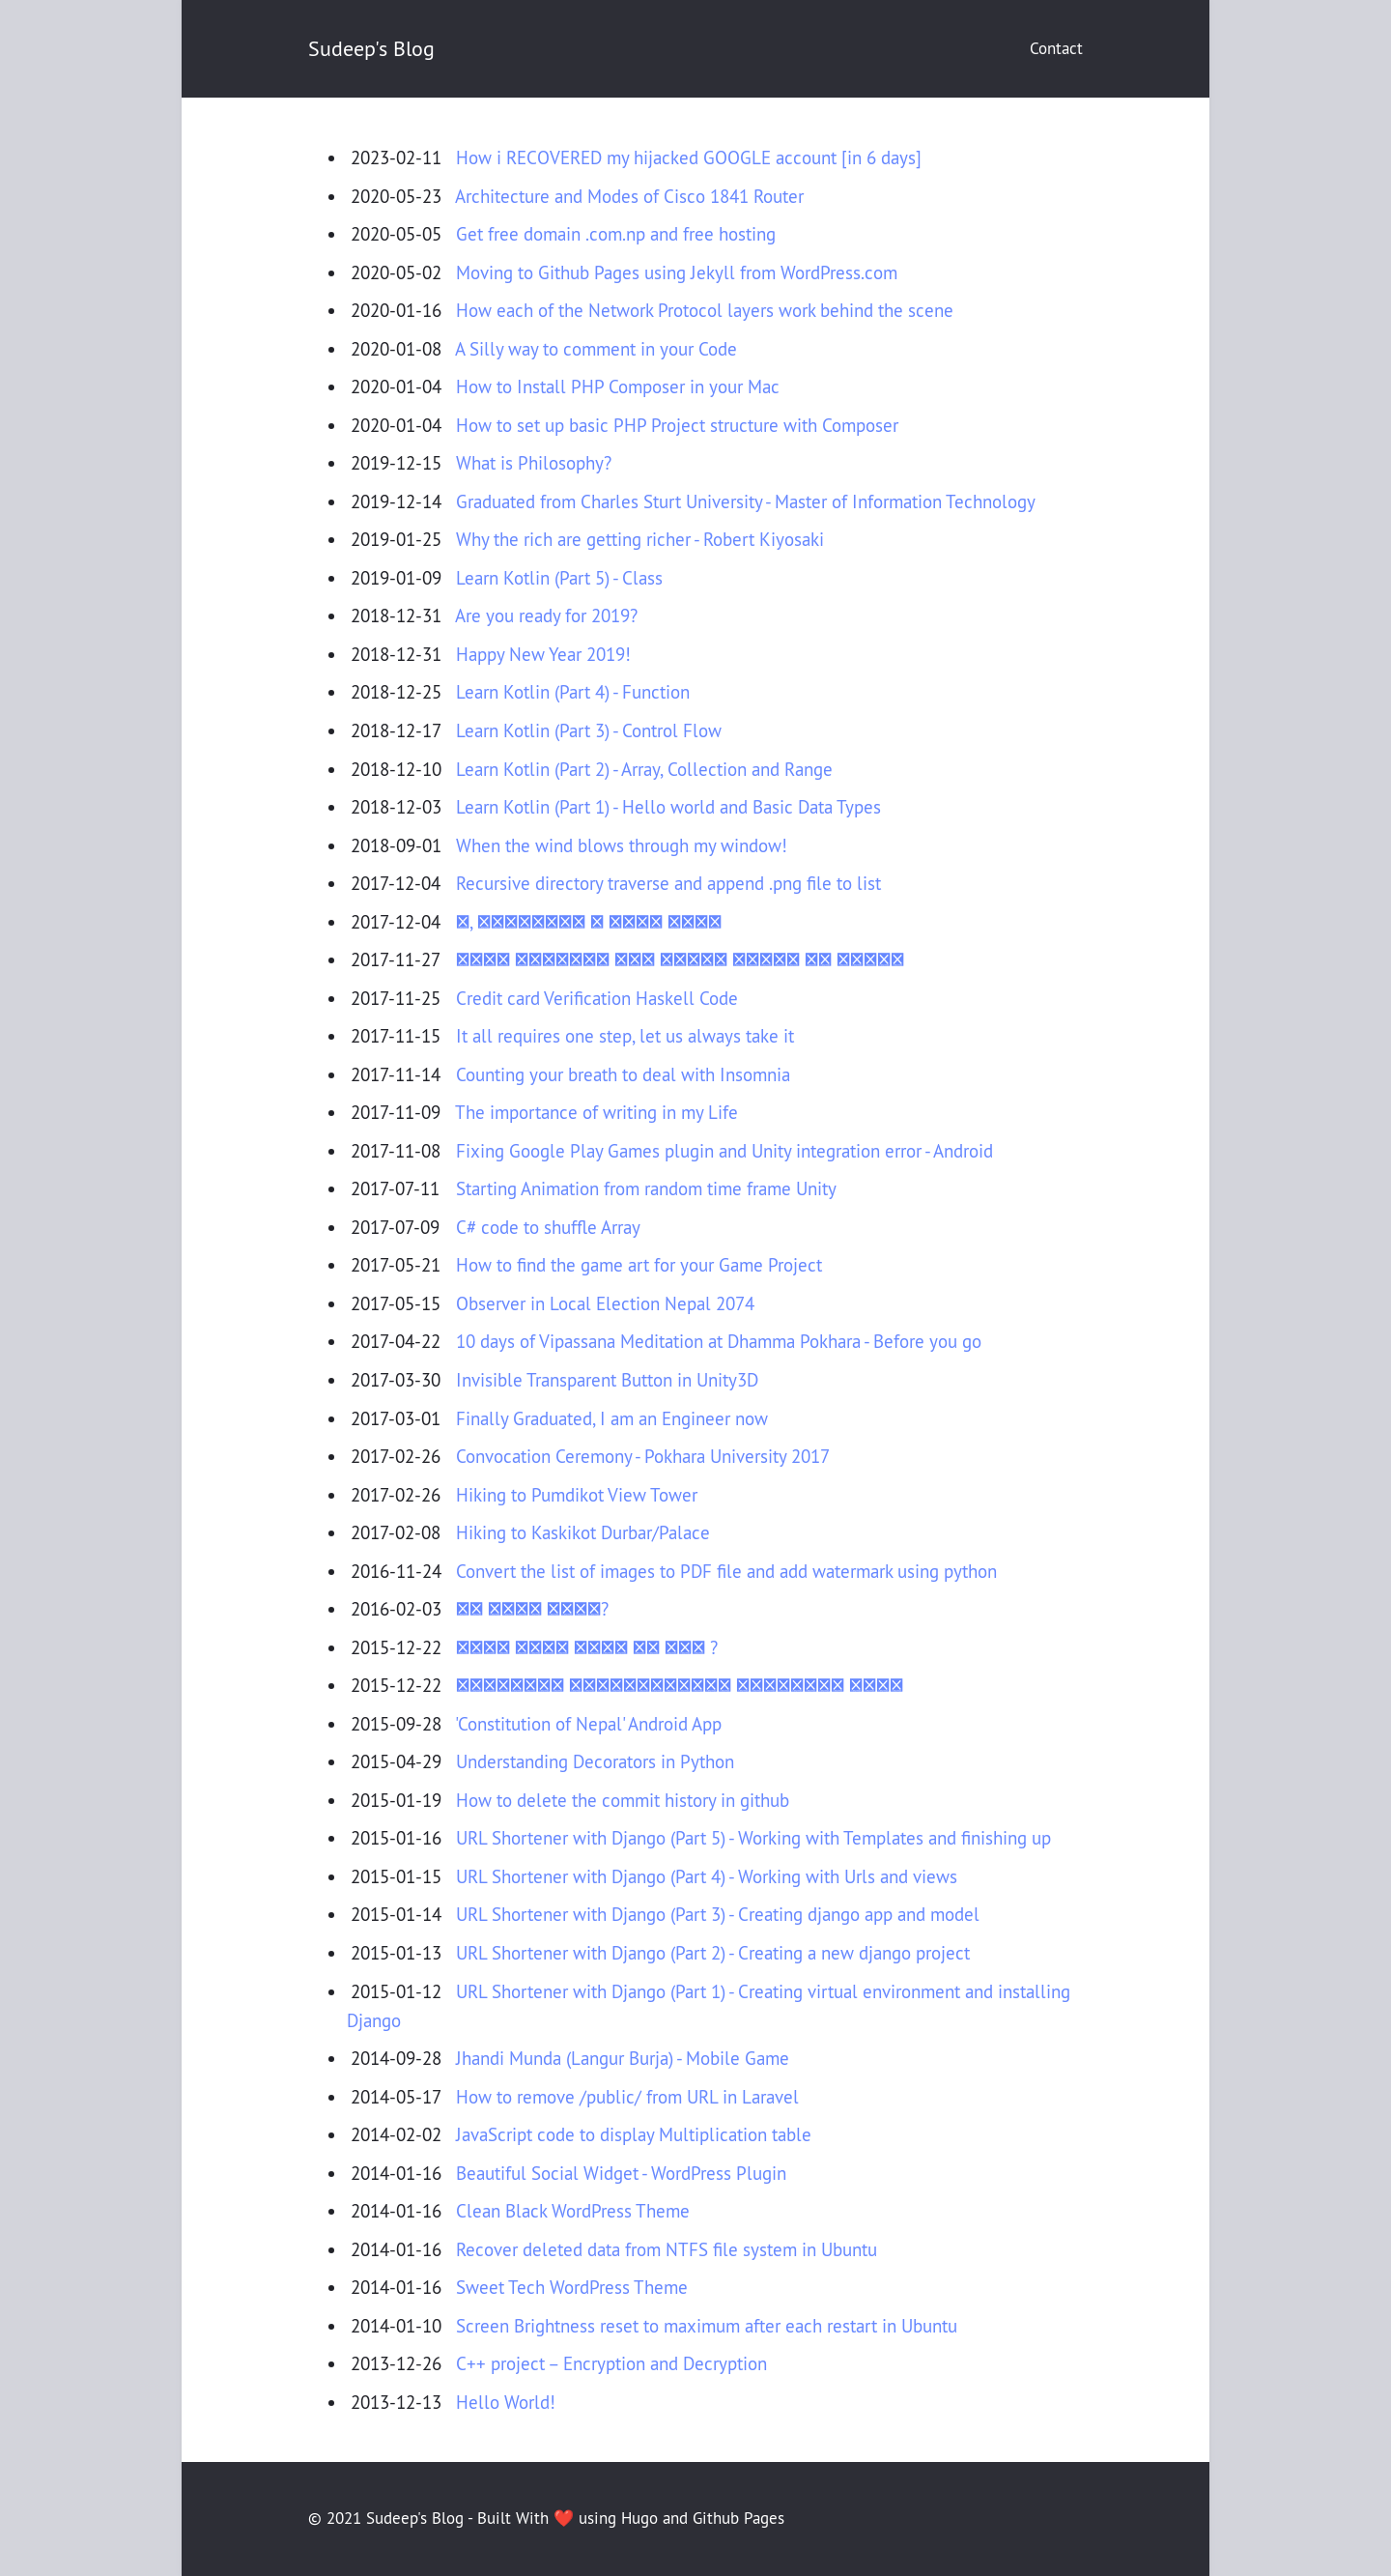 Sudeep's Blog
Contact
2023-02-11 How i RECOVERED my hijacked GOOGLE account [in 6 days]
2020-05-23 Architecture and Modes of Cisco 1841 Router
2020-05-05 Get free domain .com.np and free hosting
2020-05-02 Moving to Github Pages using Jekyll from WordPress.com
2020-01-16 How each of the Network Protocol layers work behind the scene
2020-01-08 A Silly way to comment in your Code
2020-01-04 How to Install PHP Composer in your Mac
2020-01-04 How to set up basic PHP Project structure with Composer
2019-12-15 What is Philosophy?
2019-12-14 Graduated from Charles Sturt University - Master of Information Technology
2019-01-25 Why the rich are getting richer - Robert Kiyosaki
2019-01-09 Learn Kotlin (Part 5) - Class
2018-12-31 Are you ready for 2019?
2018-12-31 Happy New Year 2019!
2018-12-25 Learn Kotlin (Part 4) - Function
2018-12-17 Learn Kotlin (Part 3) - Control Flow
2018-12-10 Learn Kotlin (Part 2) - Array, Collection and Range
2018-12-03 Learn Kotlin (Part 1) - Hello world and Basic Data Types
2018-09-01 When the wind blows through my window!
2017-12-04 Recursive directory traverse and append .png file to list
2017-12-04
2017-11-27
2017-11-25 Credit card Verification Haskell Code
2017-11-15 It all requires one step, let us always take it
2017-11-14 Counting your breath to deal with Insomnia
2017-11-09 The importance of writing in my Life
2017-11-08 Fixing Google Play Games plugin and Unity integration error - Android
2017-07-11 Starting Animation from random time frame Unity
2017-07-09 C# code to shuffle Array
2017-05-21 How to find the game art for your Game Project
2017-05-15 Observer in Local Election Nepal 2074
2017-04-22 10 days of Vipassana Meditation at Dhamma Pokhara - Before you go
2017-03-30 Invisible Transparent Button in Unity3D
2017-03-01 Finally Graduated, I am an Engineer now
2017-02-26 Convocation Ceremony - Pokhara University 2017
2017-02-26 Hiking to Pumdikot View Tower
2017-02-08 Hiking to Kaskikot Durbar/Palace
2016-11-24 Convert the list of images to PDF file and add watermark using python
2016-02-03 ?
2015-12-22 ?
2015-12-22
2015-09-28 'Constitution of Nepal' Android App
2015-04-29 Understanding Decorators in Python
2015-01-19 How to delete the commit history in github
2015-01-16 URL Shortener with Django (Part 5) - Working with Templates and finishing up
2015-01-15 URL Shortener with Django (Part 4) - Working with Urls and views
2015-01-14 URL Shortener with Django (Part 3) - Creating django app and model
2015-01-13 URL Shortener with Django (Part 2) - Creating a new django project
2015-01-12 URL Shortener with Django (Part 1) - Creating virtual environment and installing
Django
2014-09-28 Jhandi Munda (Langur Burja) - Mobile Game
2014-05-17 How to remove /public/ from URL in Laravel
2014-02-02 JavaScript code to display Multiplication table
2014-01-16 Beautiful Social Widget - WordPress Plugin
2014-01-16 Clean Black WordPress Theme
2014-01-16 Recover deleted data from NTFS file system in Ubuntu
2014-01-16 Sweet Tech WordPress Theme
2014-01-10 Screen Brightness reset to maximum after each restart in Ubuntu
2013-12-26 C++ project – Encryption and Decryption
2013-12-13 Hello World!
© 2021 Sudeep's Blog - Built With ❤️ using Hugo and Github Pages